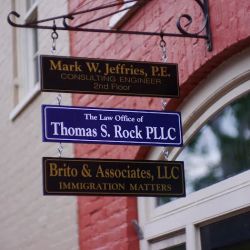 Mark W. Jeffries, P.E.
CONSULTING ENGINEER
2nd Floor
The Law Office of
Thomas S. Rock PLLC
Brito & Associates, LLC
IMMIGRATION MATTERS